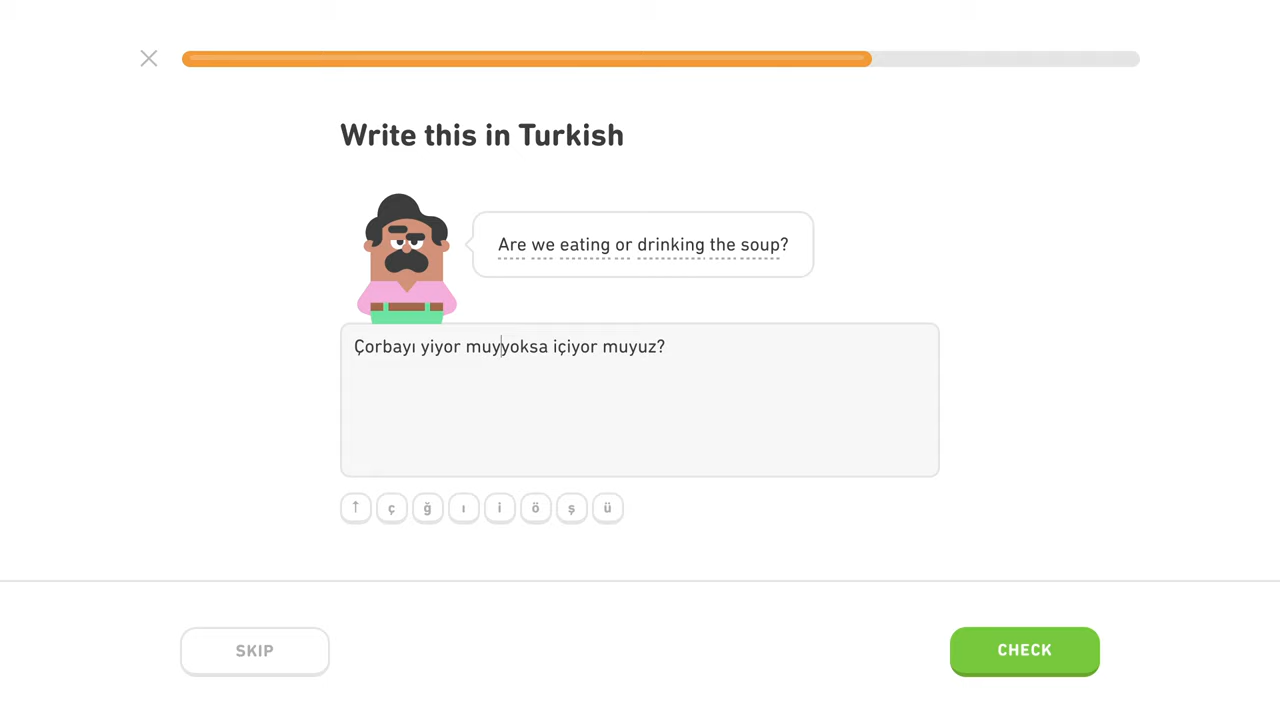 Write this in Turkish
Are we eating or drinking the soup?
Çorbayı yiyor muyyoksa içiyor muyuz?
↑ ç ğ ı i ö ş ü
SKIP
CHECK